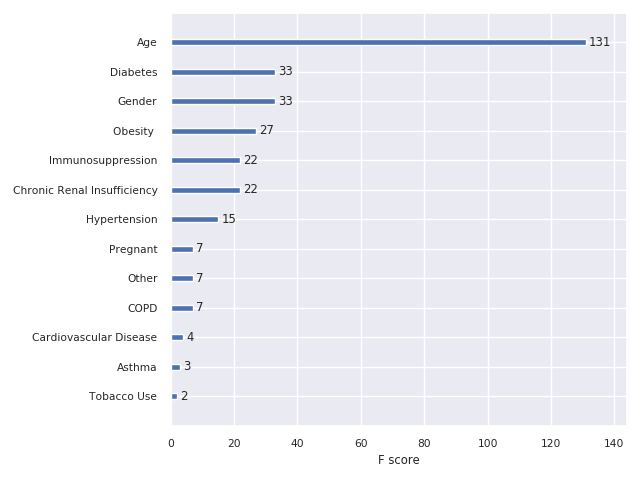 Age 131
Diabetes 33
Gender 33
Obesity 27
Immunosuppression 22
Chronic Renal Insufficiency 22
Hypertension 15
Pregnant 7
Other 7
COPD 7
Cardiovascular Disease 4
Asthma 3
Tobacco Use 2
0 20 40 60 80 100 120 140
F score